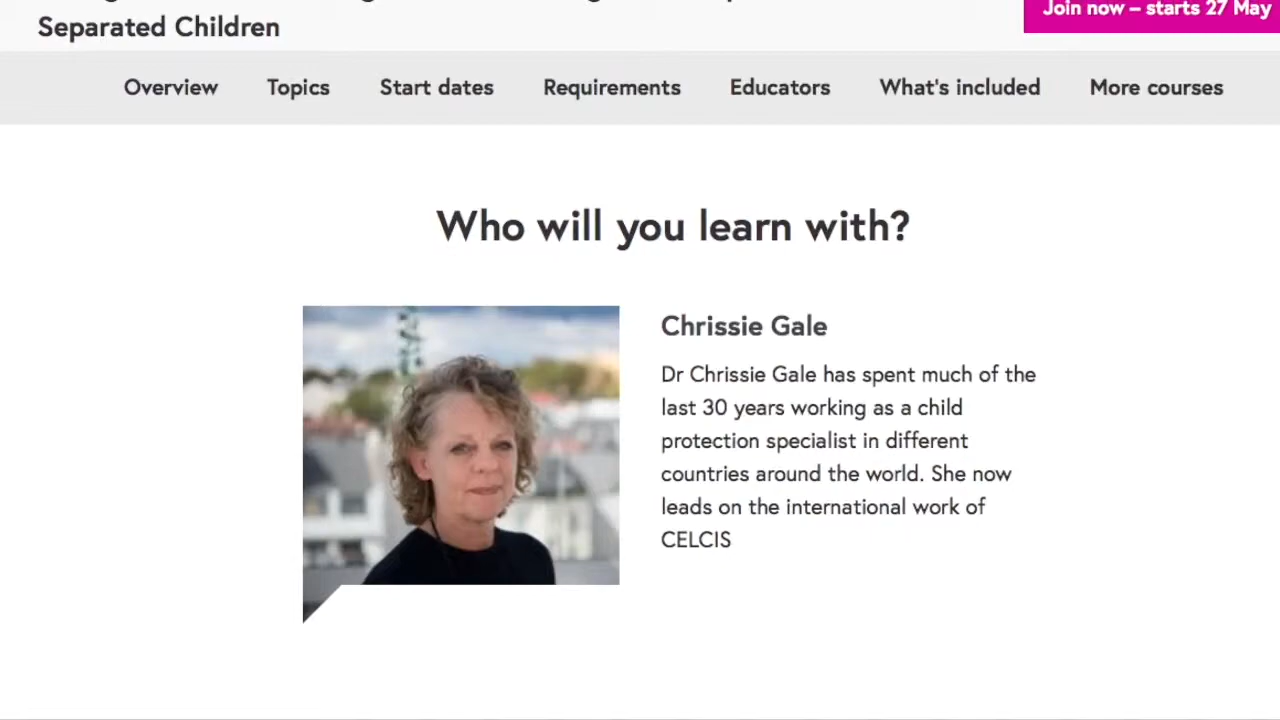 Separated Children
Join now – starts 27 May
Overview
Topics
Start dates
Requirements
Educators
What's included
More courses
Who will you learn with?
Chrissie Gale
Dr Chrissie Gale has spent much of the
last 30 years working as a child
protection specialist in different
countries around the world. She now
leads on the international work of
CELCIS